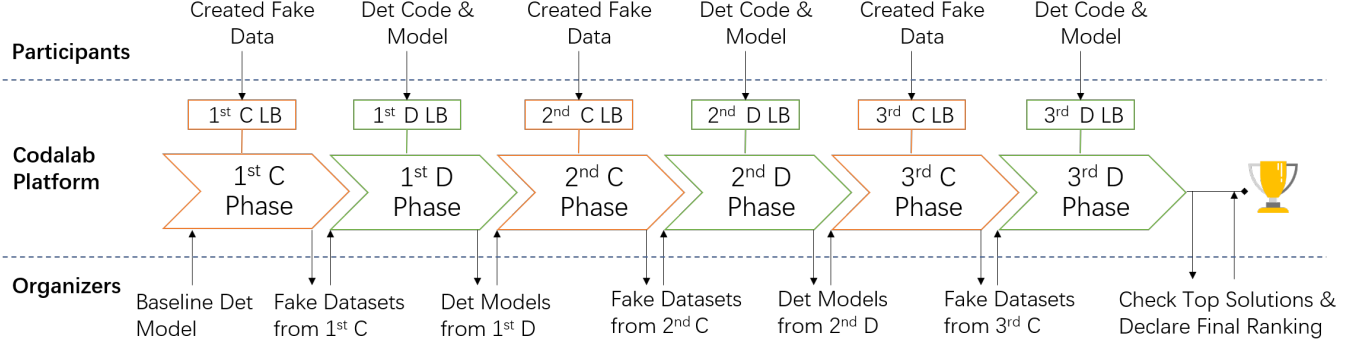 Created Fake
Data
Det Code &
Model
Created Fake
Data
Det Code &
Model
Created Fake
Data
Det Code &
Model
Participants
1st C LB
1st D LB
2nd C LB
2nd D LB
3rd C LB
3rd D LB
Codalab
Platform
1st C
Phase
1st D
Phase
2nd C
Phase
2nd D
Phase
3rd C
Phase
3rd D
Phase
Organizers
Baseline Det
Model
Fake Datasets
from 1st C
Det Models
from 1st D
Fake Datasets
from 2nd C
Det Models
from 2nd D
Fake Datasets
from 3rd C
Check Top Solutions &
Declare Final Ranking